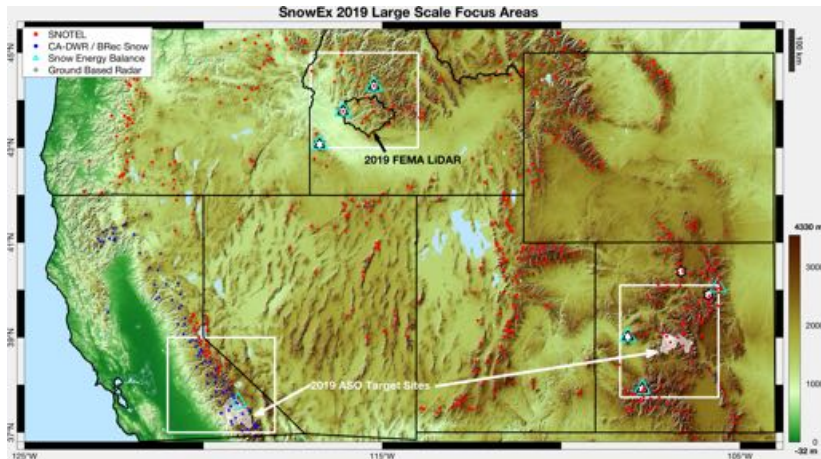 SnowEx 2019 Large Scale Focus Areas
SNOTEL
CA-DWR / BRec Snow
Snow Energy Balance
Ground Based Radar
45°N
43°N
41°N
39°N
37°N
100 km
2019 FEMA LiDAR
2019 ASO Target Sites
4330 m
3000
2000
1000
0
-32 m
125°W
115°W
105°W